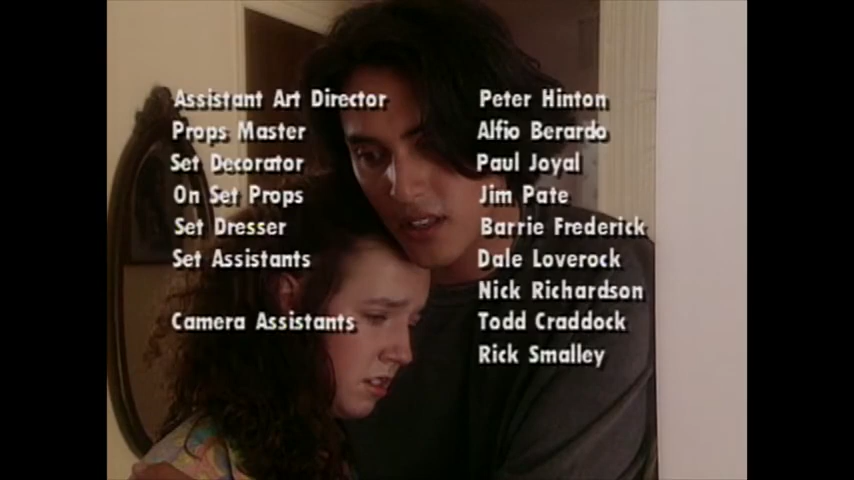 Assistant Art Director Peter Hinton
Props Master Alfio Berardo
Set Decorator Paul Joyal
On Set Props Jim Pate
Set Dresser Barrie Frederick
Set Assistants Dale Loverock
Nick Richardson
Camera Assistants Todd Craddock
Rick Smalley